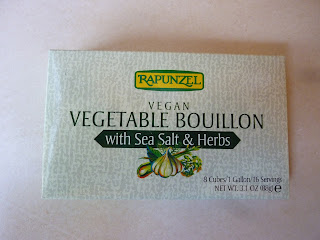 RAPUNZEL
VEGAN
VEGETABLE BOUILLON
with Sea Salt & Herbs
8 Cubes/1 Gallon/16 Servings
NET WT. 3.1 OZ. (88g) e